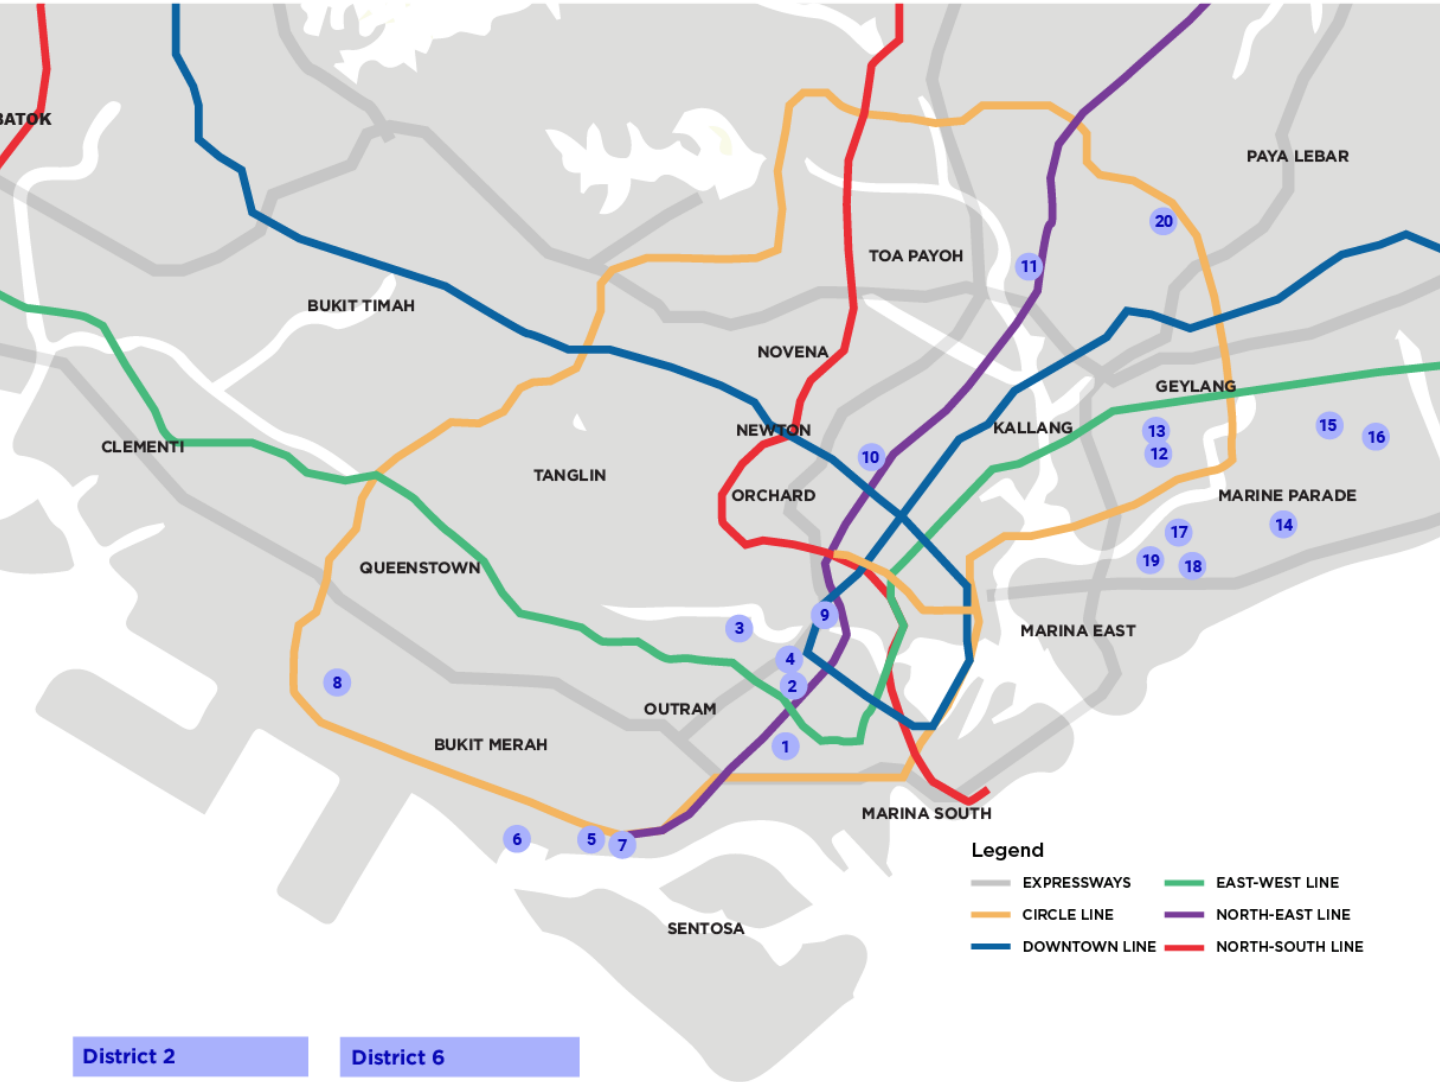 BATOK
PAYA LEBAR
20
TOA PAYOH
11
BUKIT TIMAH
NOVENA
GEYLANG
NEWTON
KALLANG
13
15
16
CLEMENTI
10
12
TANGLIN
ORCHARD
MARINE PARADE
17
14
QUEENSTOWN
19
18
9
3
MARINA EAST
4
8
2
OUTRAM
BUKIT MERAH
1
MARINA SOUTH
6
5
7
Legend
EXPRESSWAYS
EAST-WEST LINE
CIRCLE LINE
NORTH-EAST LINE
DOWNTOWN LINE
NORTH-SOUTH LINE
SENTOSA
District 2
District 6